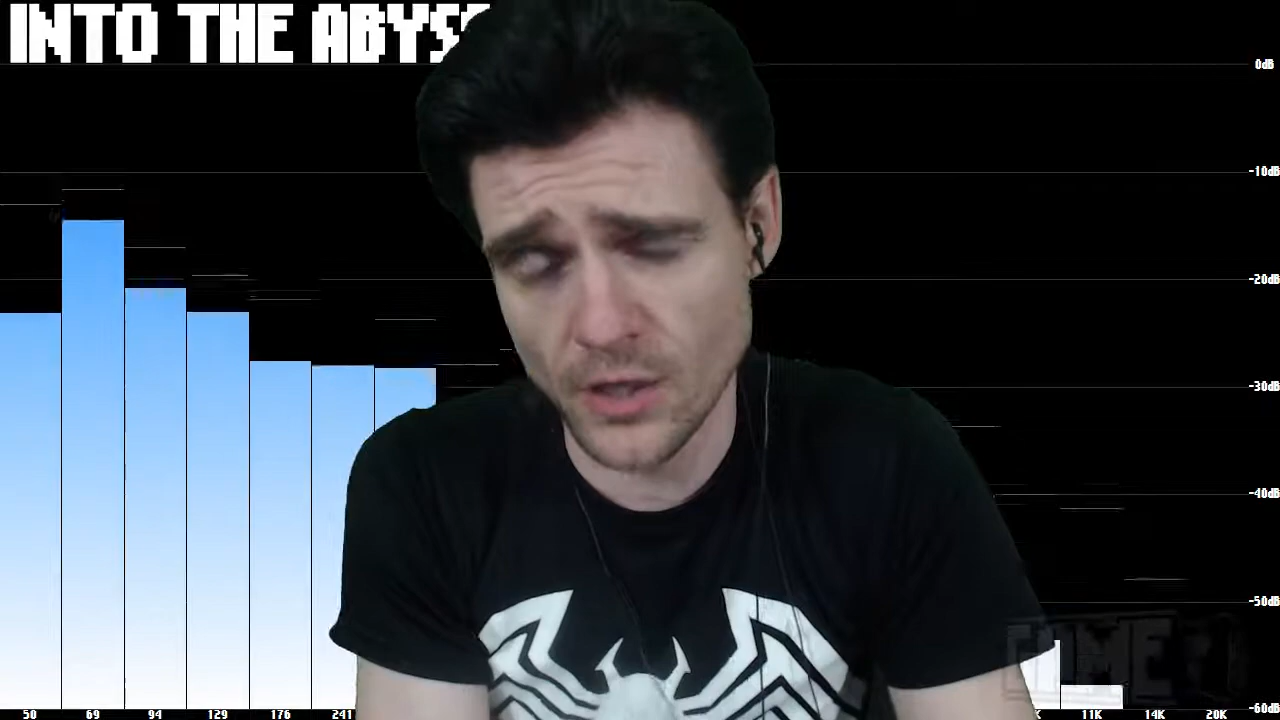 INTO THE ABYS
0dB
-10dB
-20dB
-30dB
-40dB
-50dB
-60dB
50 69 94 129 176 241 11K 14K 20K